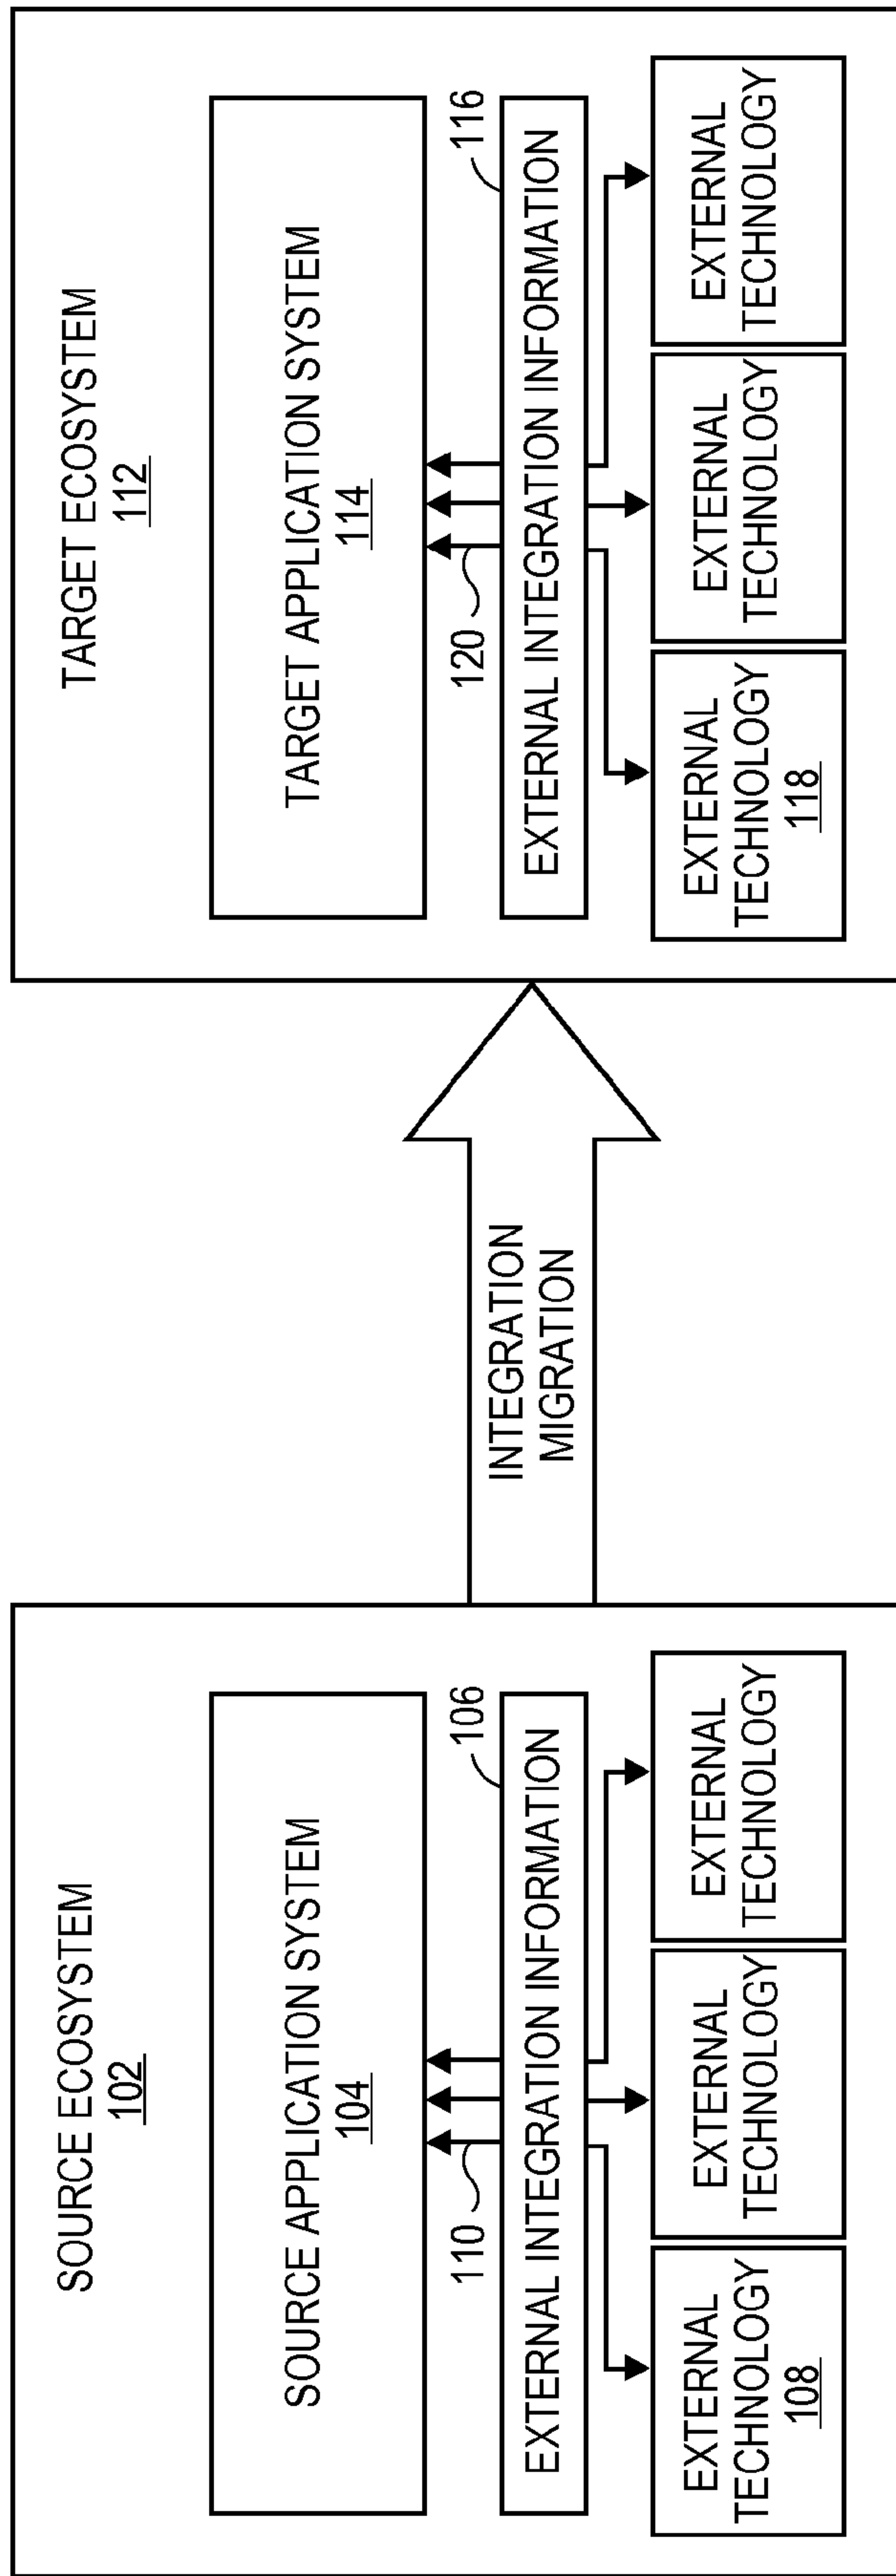 SOURCE ECOSYSTEM
102
SOURCE APPLICATION SYSTEM
104
110
106
EXTERNAL INTEGRATION INFORMATION
EXTERNAL
TECHNOLOGY
108
EXTERNAL
TECHNOLOGY
EXTERNAL
TECHNOLOGY
INTEGRATION
MIGRATION
TARGET ECOSYSTEM
112
TARGET APPLICATION SYSTEM
114
120
116
EXTERNAL INTEGRATION INFORMATION
EXTERNAL
TECHNOLOGY
118
EXTERNAL
TECHNOLOGY
EXTERNAL
TECHNOLOGY